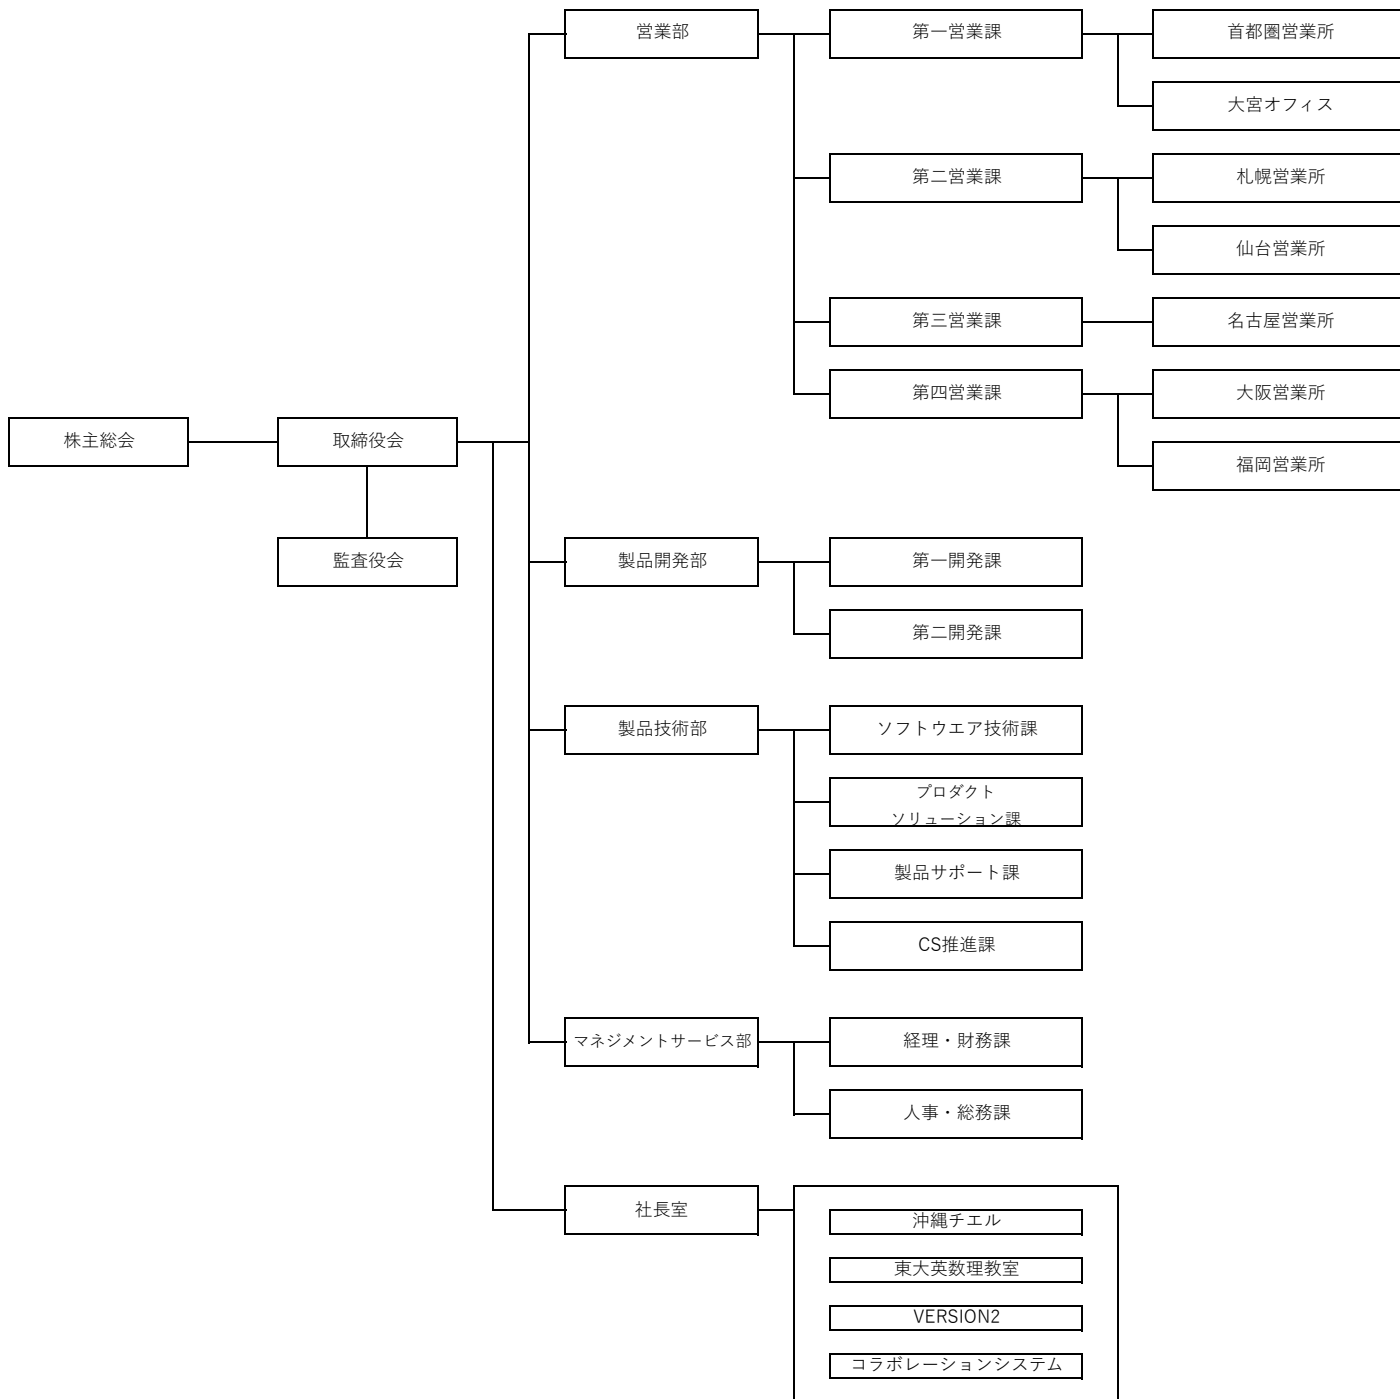 営業部
第一営業課
首都圏営業所
大宮オフィス
第二営業課
札幌営業所
仙台営業所
第三営業課
名古屋営業所
第四営業課
大阪営業所
福岡営業所
株主総会
取締役会
監査役会
製品開発部
第一開発課
第二開発課
製品技術部
ソフトウエア技術課
プロダクト
ソリューション課
製品サポート課
CS推進課
マネジメントサービス部
経理・財務課
人事・総務課
社長室
沖縄チエル
東大英数理教室
VERSION2
コラボレーションシステム